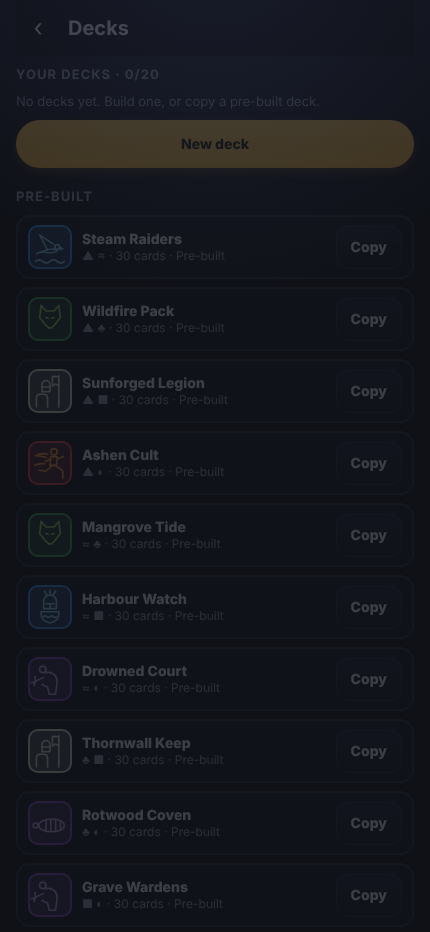 ‹ Decks
YOUR DECKS · 0/20
No decks yet. Build one, or copy a pre-built deck.
New deck
PRE-BUILT
Steam Raiders
▲ ≈ · 30 cards · Pre-built
Copy
Wildfire Pack
▲ ♣ · 30 cards · Pre-built
Copy
Sunforged Legion
▲ ■ · 30 cards · Pre-built
Copy
Ashen Cult
▲ ◖ · 30 cards · Pre-built
Copy
Mangrove Tide
≈ ♣ · 30 cards · Pre-built
Copy
Harbour Watch
≈ ■ · 30 cards · Pre-built
Copy
Drowned Court
≈ ◖ · 30 cards · Pre-built
Copy
Thornwall Keep
♣ ■ · 30 cards · Pre-built
Copy
Rotwood Coven
♣ ◖ · 30 cards · Pre-built
Copy
Grave Wardens
■ ◖ · 30 cards · Pre-built
Copy